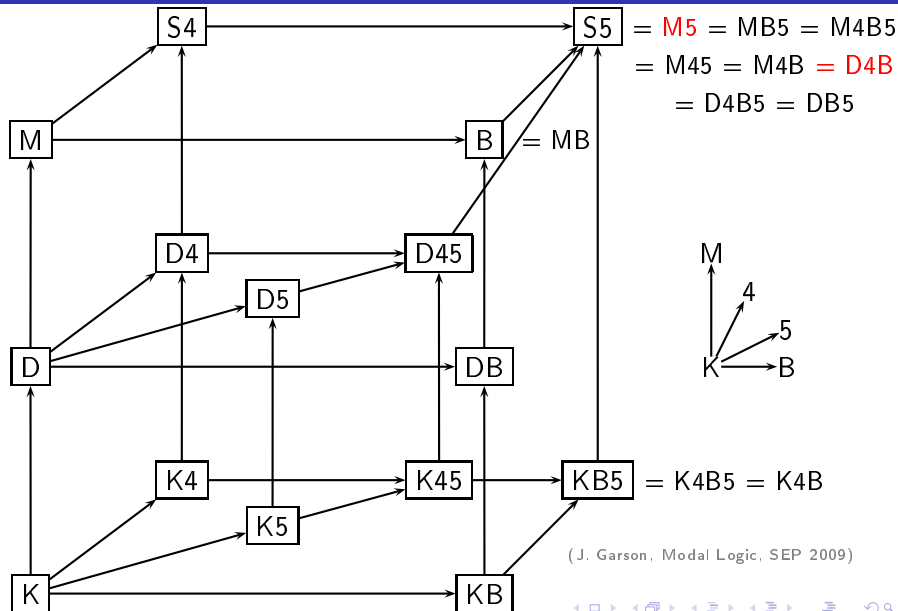 S4 S5 = M5 = MB5 = M4B5
= M45 = M4B = D4B
= D4B5 = DB5
M B = MB
D4 D45 M
D5 4
5
D DB K B
K4 K45 KB5 = K4B5 = K4B
K5
(J. Garson, Modal Logic, SEP 2009)
K KB